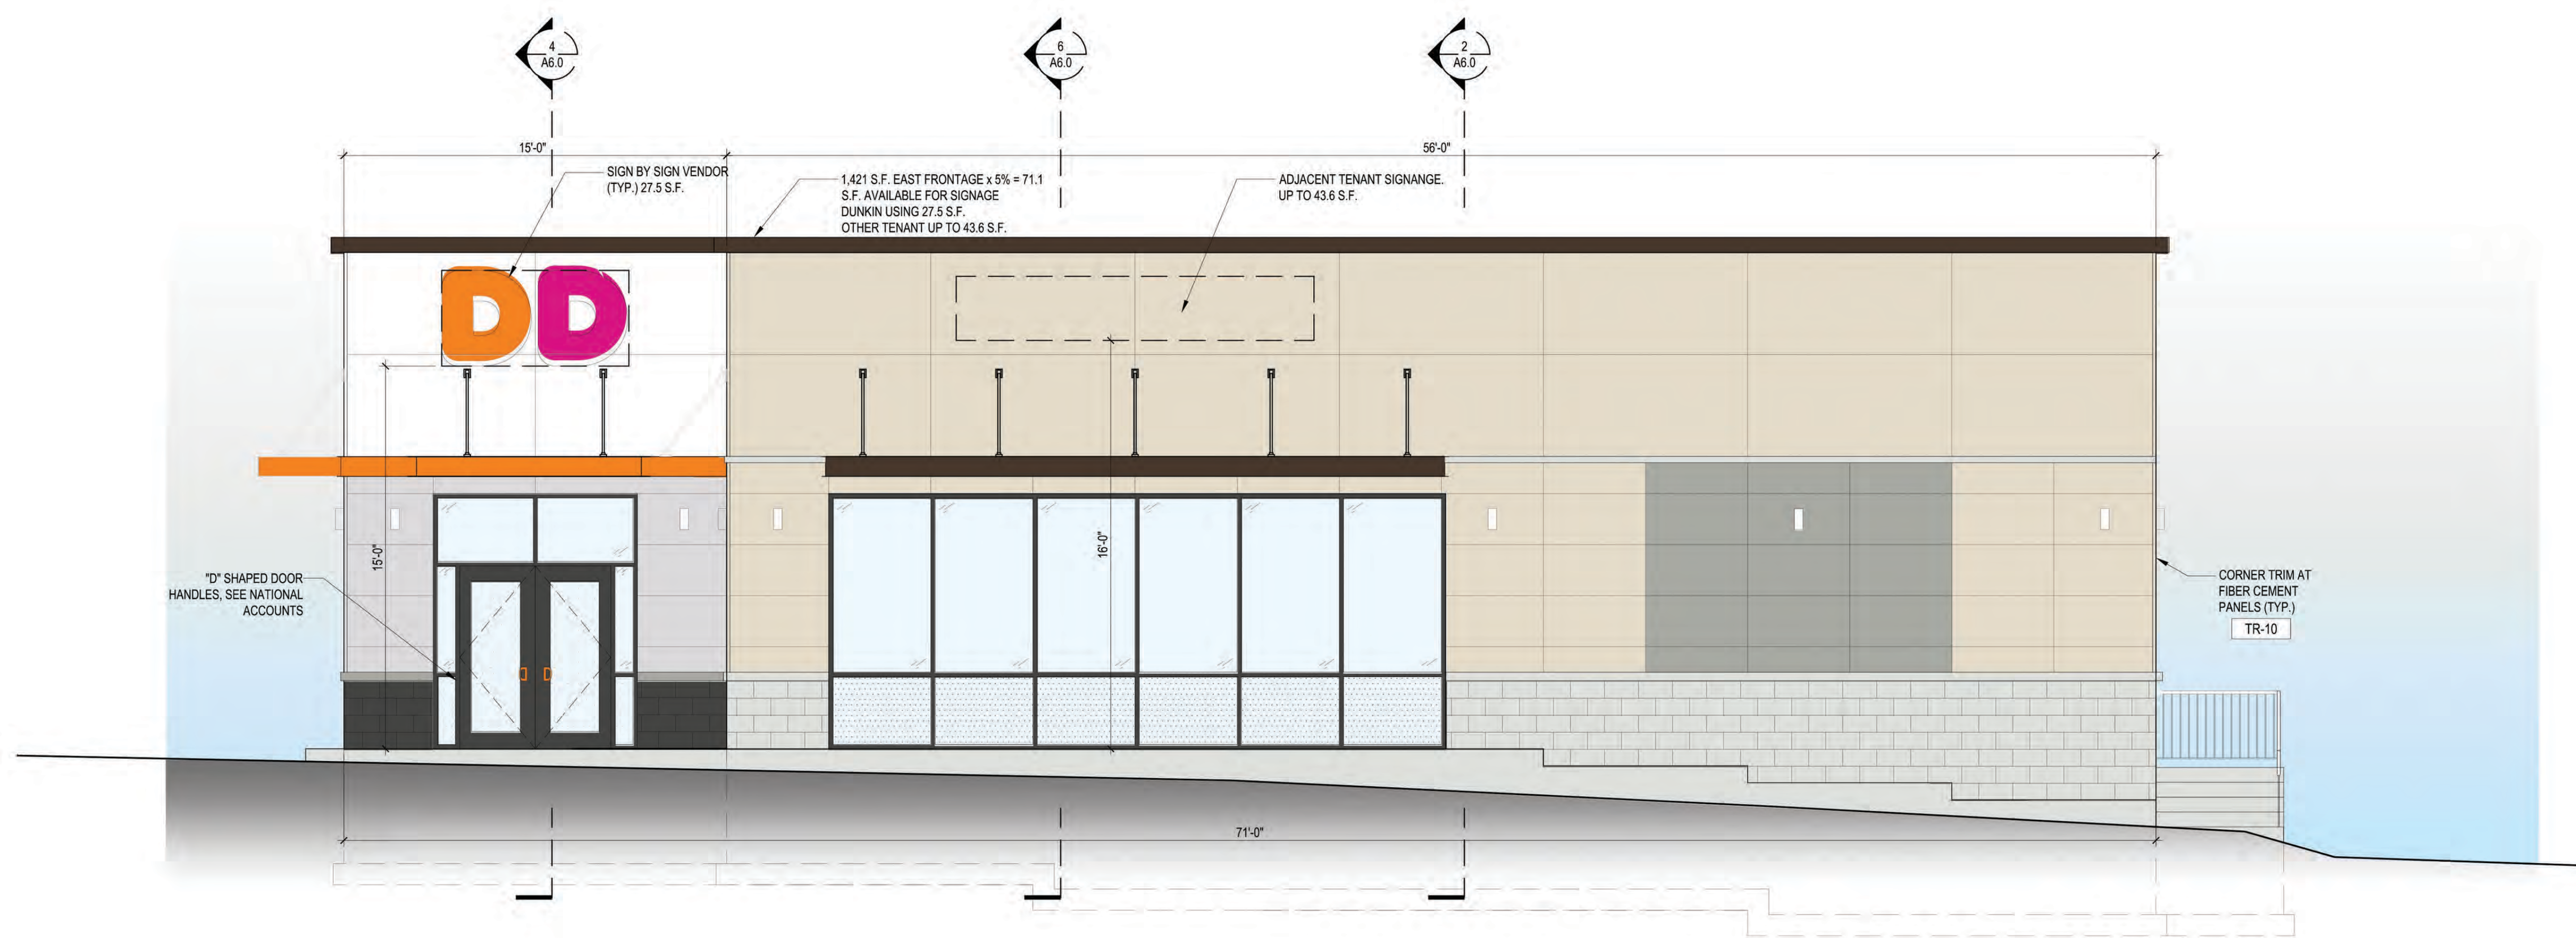 4
A6.0
6
A6.0
2
A6.0
15'-0"
56'-0"
SIGN BY SIGN VENDOR
(TYP.) 27.5 S.F.
1,421 S.F. EAST FRONTAGE x 5% = 71.1
S.F. AVAILABLE FOR SIGNAGE
DUNKIN USING 27.5 S.F.
OTHER TENANT UP TO 43.6 S.F.
ADJACENT TENANT SIGNANGE.
UP TO 43.6 S.F.
DD
15'-0"
16'-0"
"D" SHAPED DOOR
HANDLES, SEE NATIONAL
ACCOUNTS
CORNER TRIM AT
FIBER CEMENT
PANELS (TYP.)
TR-10
71'-0"